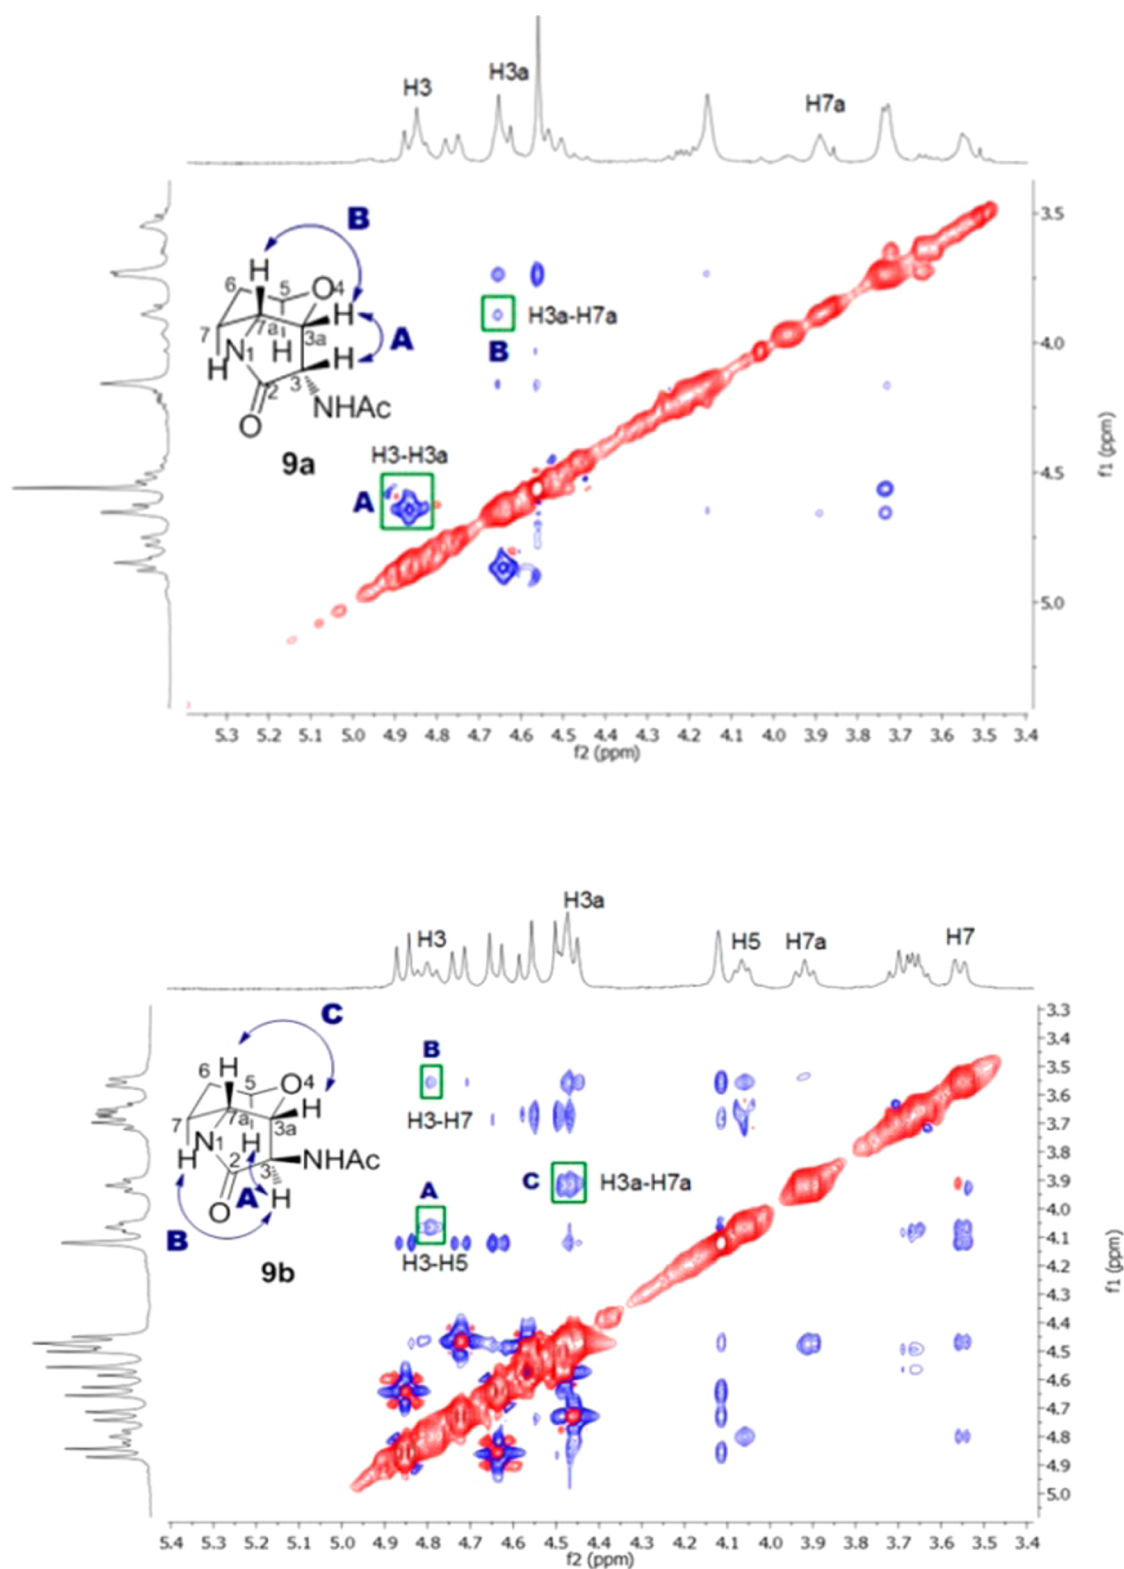 H3
H3a
H7a
3.5
B
H
6
5
O
4
H
H3a-H7a
7
7a
3a
A
B
4.0
N
1
H
H
H
3
2
O
NHAc
9a
H3-H3a
A
4.5
5.0
f1 (ppm)
5.3 5.2 5.1 5.0 4.9 4.8 4.7 4.6 4.5 4.4 4.3 4.2 4.1 4.0 3.9 3.8 3.7 3.6 3.5 3.4
f2 (ppm)
H3a
H3
H5
H7a
H7
C
B
H
6
5
O
4
H
H3-H7
7
7a
3a
N
1
H
H
2
3
NHAc
A
H
O
B
A
C
H3a-H7a
H3-H5
9b
3.3
3.4
3.5
3.6
3.7
3.8
3.9
4.0
4.1
4.2
4.3
4.4
4.5
4.6
4.7
4.8
4.9
5.0
f1 (ppm)
5.4 5.3 5.2 5.1 5.0 4.9 4.8 4.7 4.6 4.5 4.4 4.3 4.2 4.1 4.0 3.9 3.8 3.7 3.6 3.5 3.4
f2 (ppm)